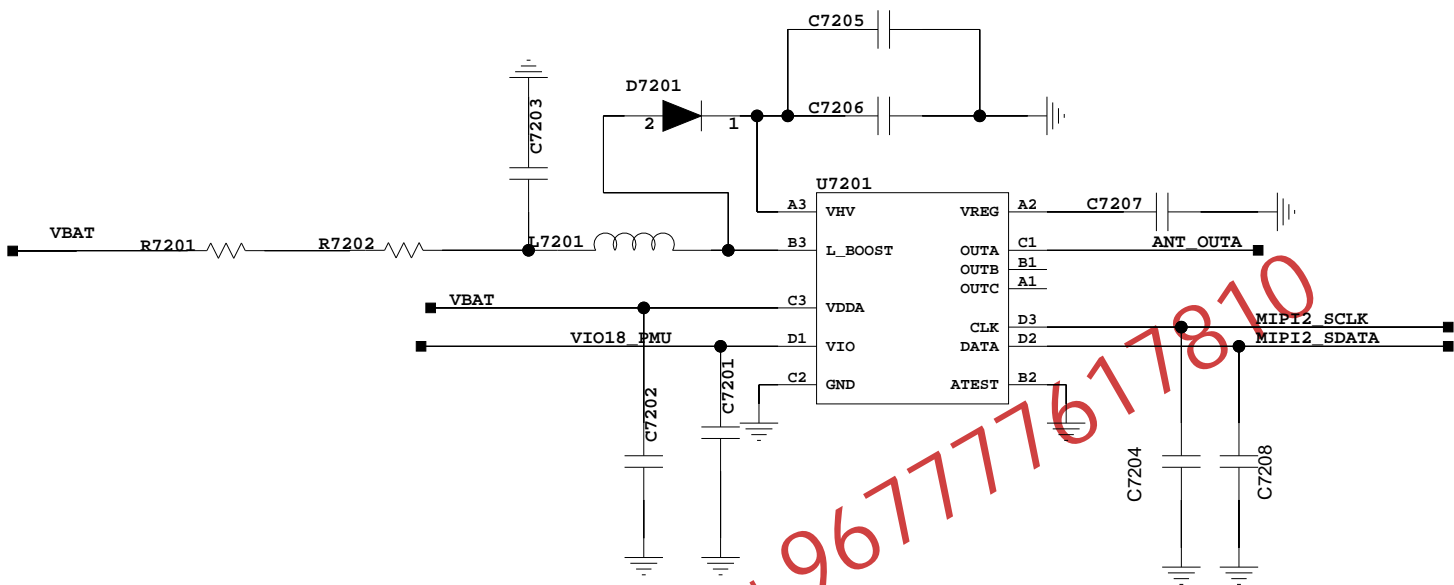 C7205
D7201
C7203
2
1
C7206
U7201
A3
VHV
VREG
A2
C7207
VBAT
R7201
R7202
L7201
B3
L_BOOST
OUTA
C1
ANT_OUTA
OUTB
B1
OUTC
A1
VBAT
C3
VDDA
CLK
D3
MIPI2_SCLK
VIO18_PMU
D1
VIO
DATA
D2
MIPI2_SDATA
C2
GND
ATEST
B2
C7202
C7201
C7204
C7208
967777617810